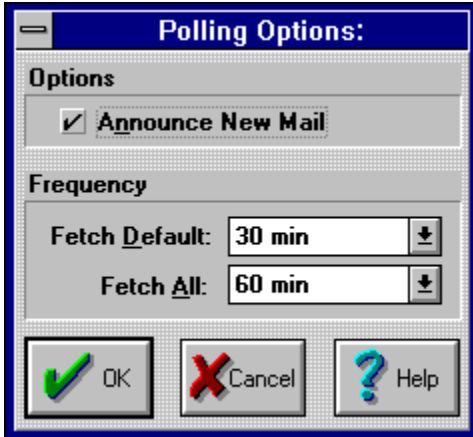 Polling Options:
Options
Announce New Mail
Frequency
Fetch Default: 30 min
Fetch All: 60 min
OK Cancel Help